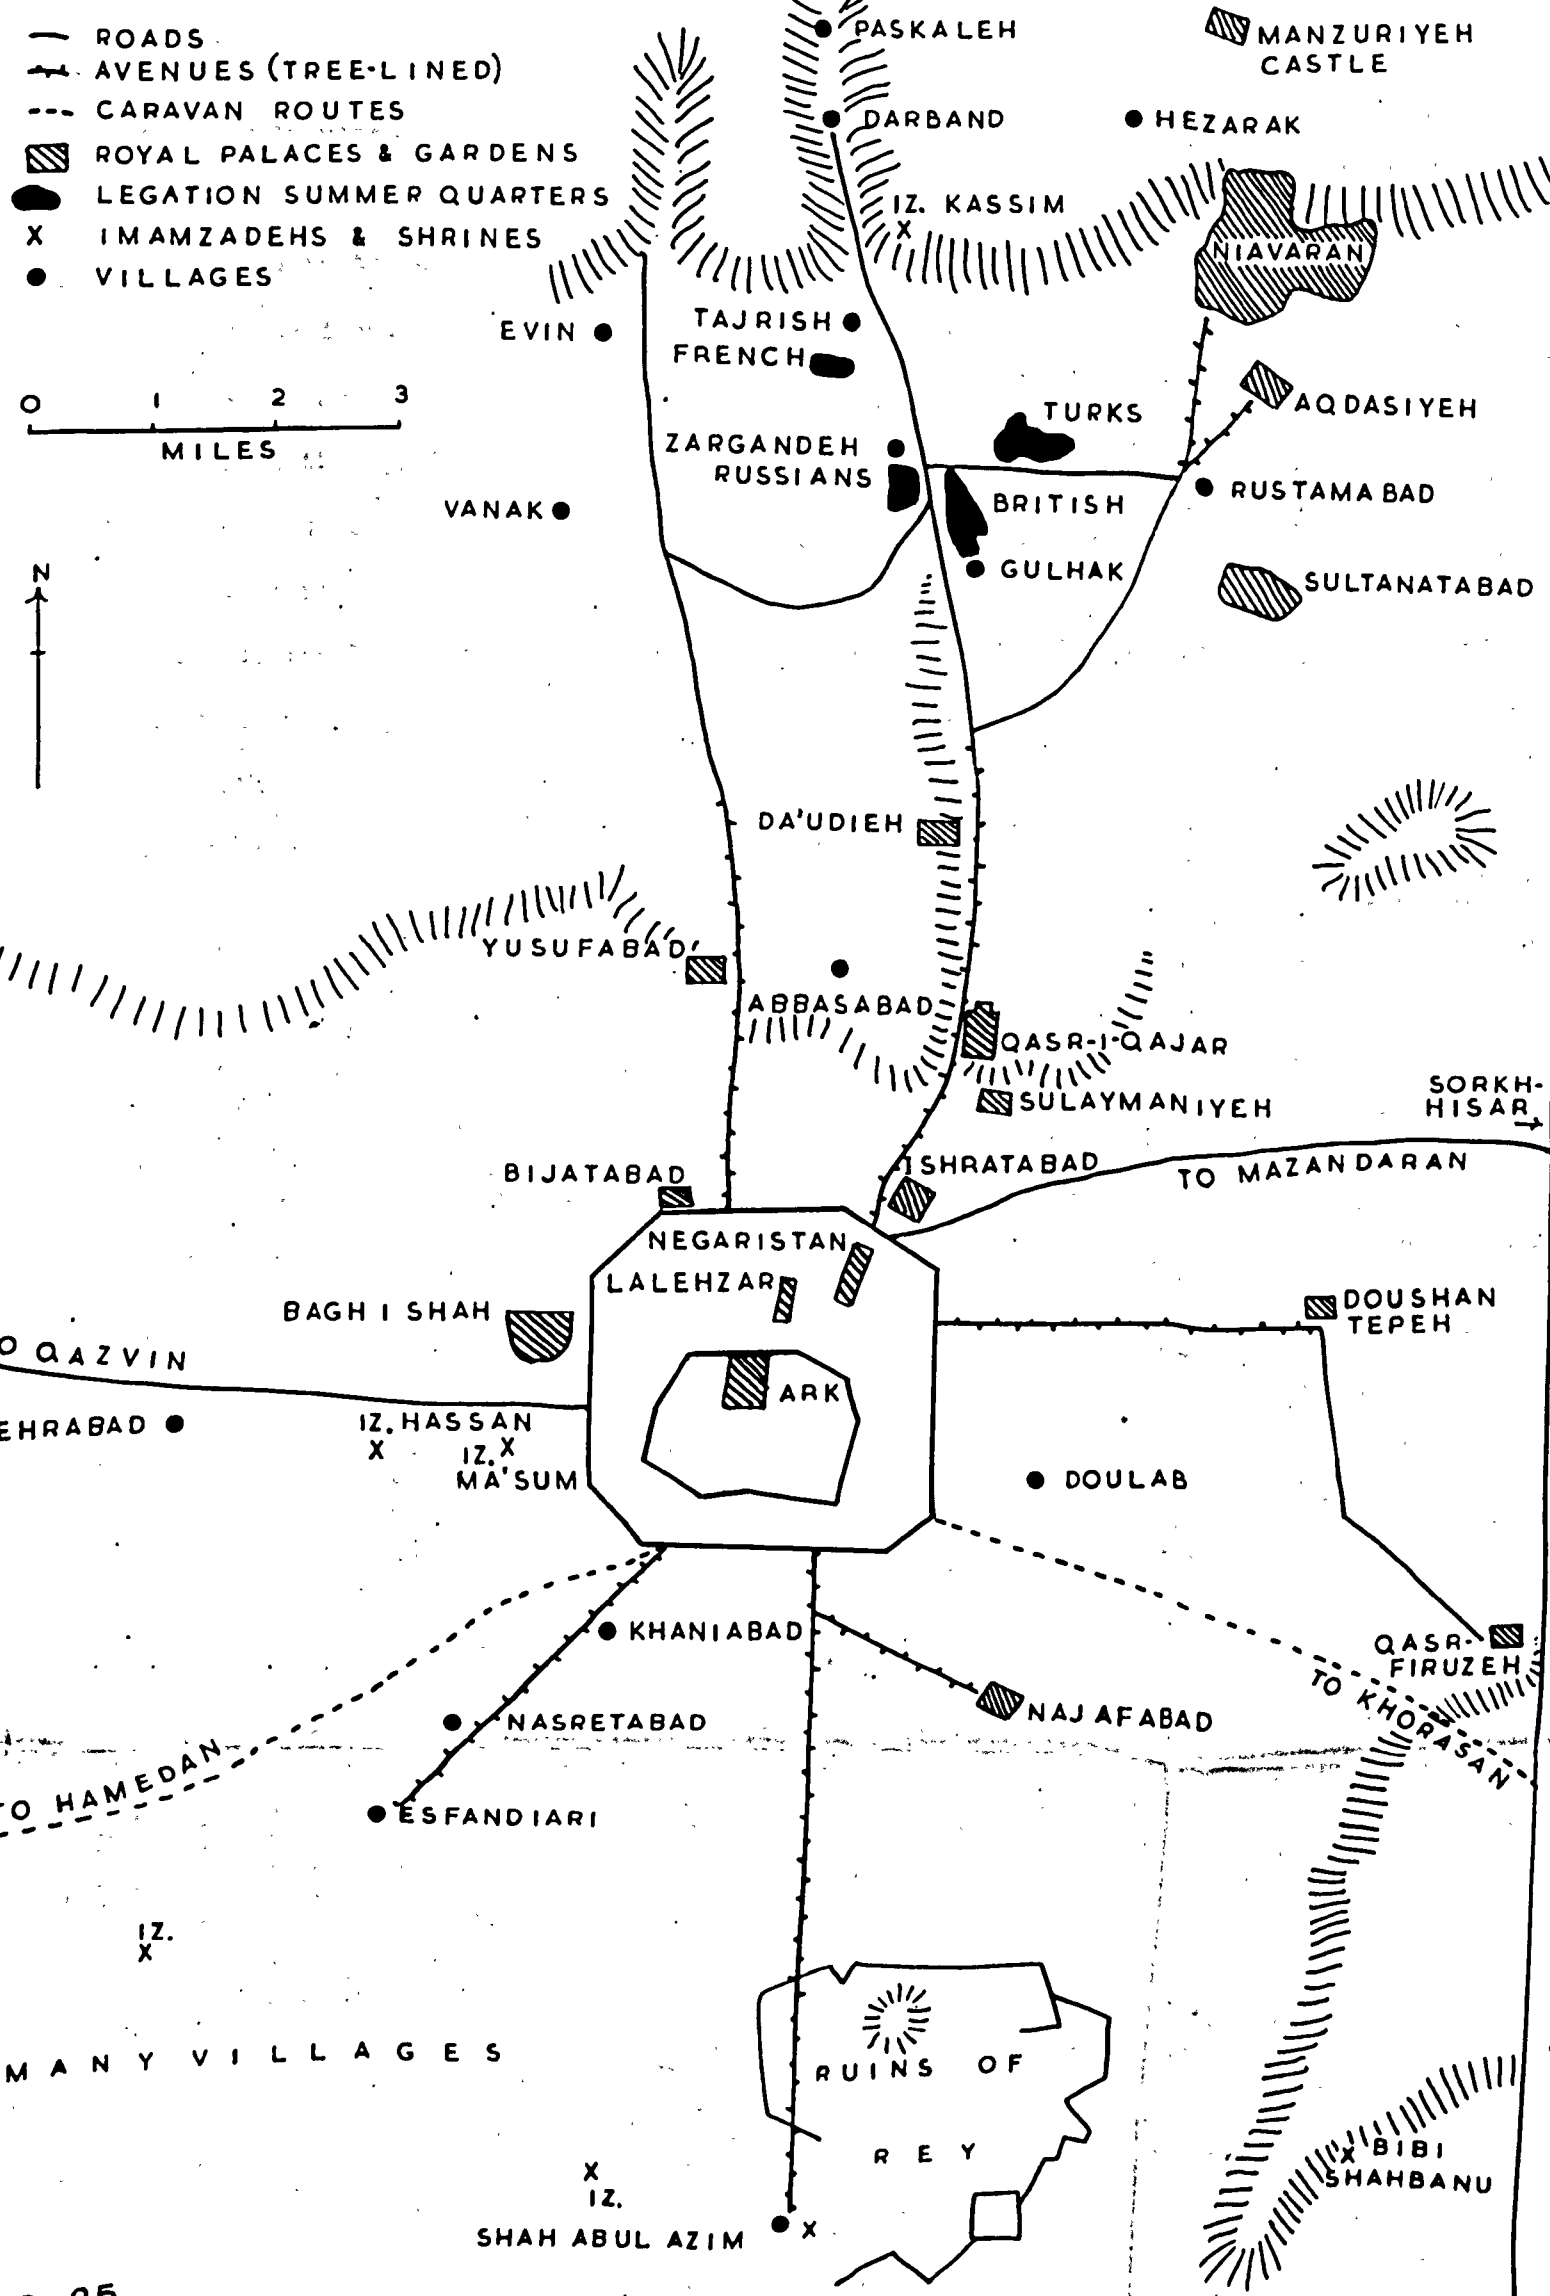 ROADS
AVENUES (TREE-LINED)
CARAVAN ROUTES
ROYAL PALACES & GARDENS
LEGATION SUMMER QUARTERS
X IMAMZADEHS & SHRINES
VILLAGES
PASKALEH
MANZURIYEH
CASTLE
DARBAND
HEZARAK
IZ. KASSIM
X
NIAVARAN
EVIN
TAJRISH
FRENCH
0 1 2 3
MILES
TURKS
AQDASIYEH
ZARGANDEH
RUSSIANS
BRITISH
RUSTAMABAD
VANAK
GULHAK
SULTANATABAD
N
DA'UDIEH
YUSUFABAD
ABBASABAD
QASR-I-QAJAR
SULAYMANIYEH
SORKH-
HISAR
ISHRATABAD
TO MAZANDARAN
BIJATABAD
NEGARISTAN
LALEHZAR
BAGH I SHAH
DOUSHAN
TEPEH
O QAZVIN
ARK
EHRABAD
IZ. HASSAN
X
IZ. X
MA'SUM
DOULAB
KHANIABAD
QASR-
FIRUZEH
TO KHORASAN
NASRETABAD
NAJAFABAD
TO HAMEDAN
ESFANDIARI
IZ.
X
MANY VILLAGES
RUINS OF
REY
X BIBI
SHAHBANU
X
IZ.
SHAH ABUL AZIM
X